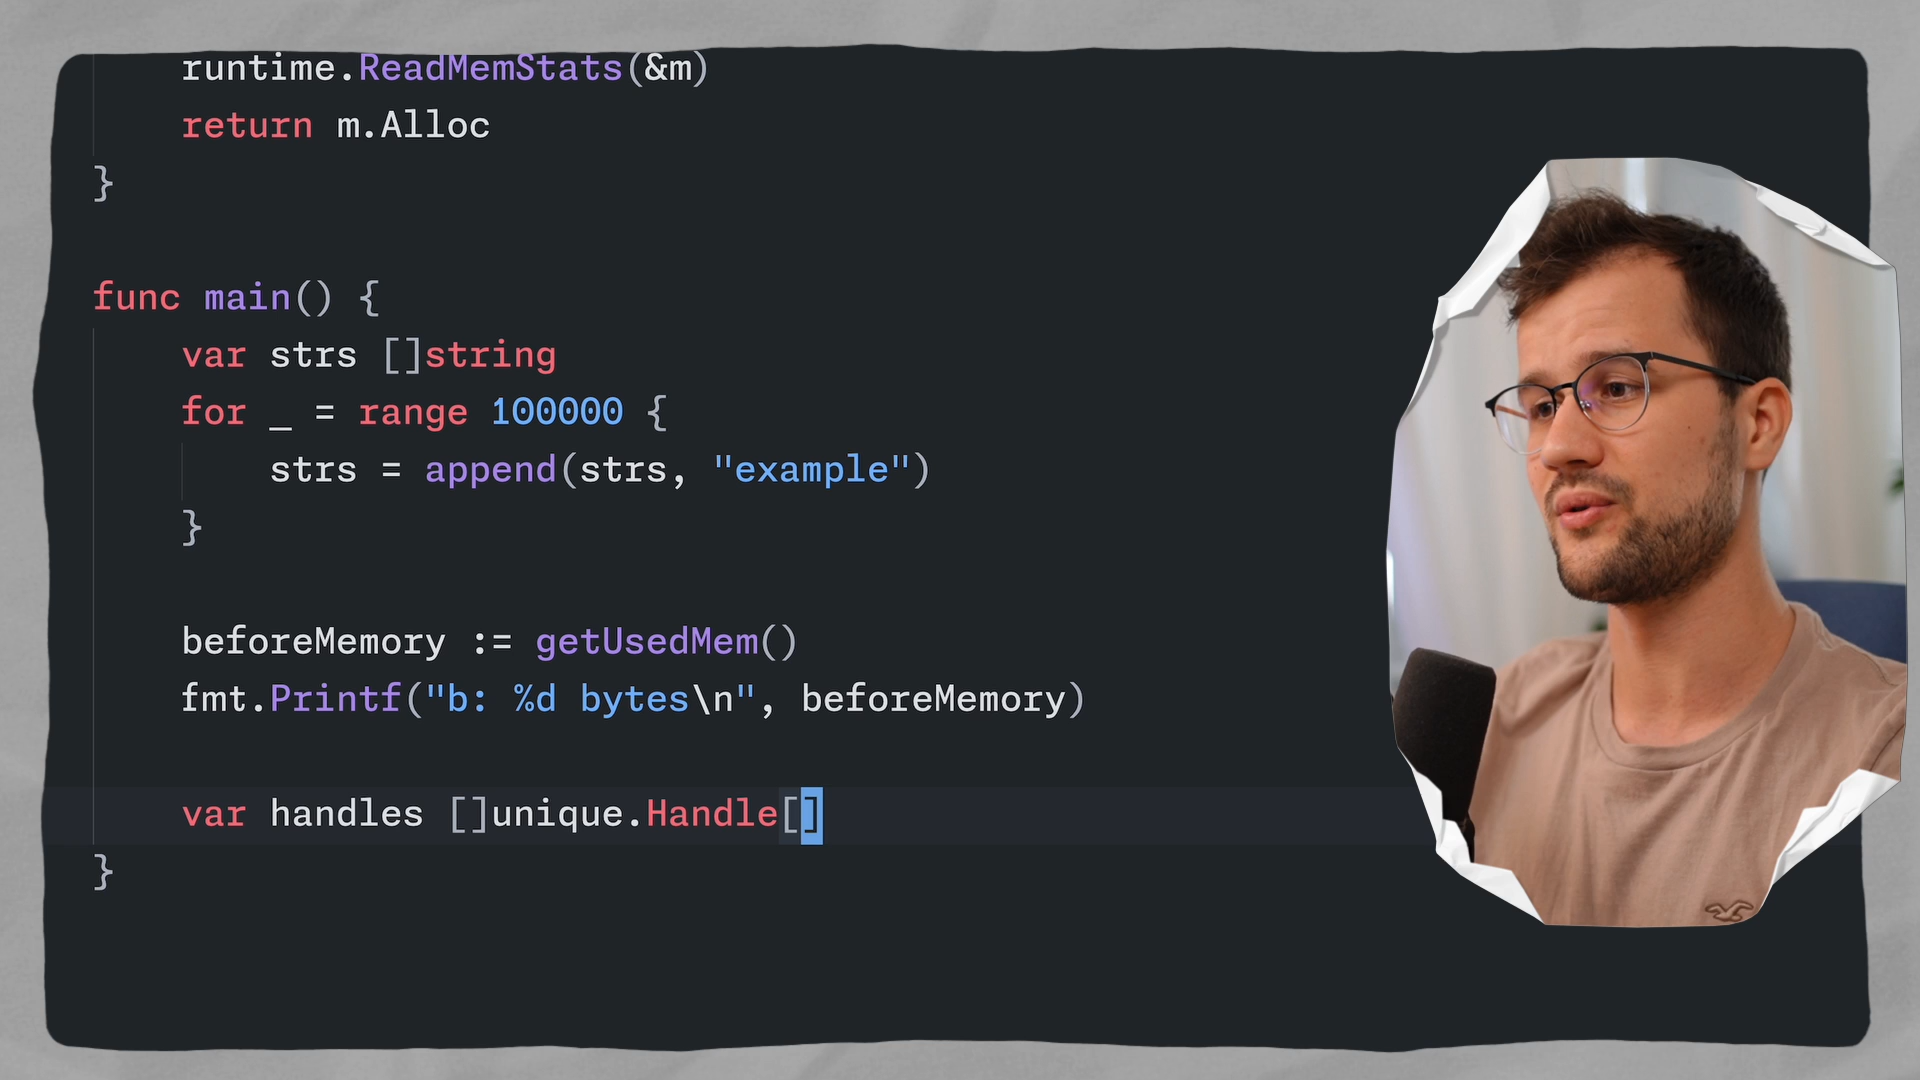 runtime.ReadMemStats(&m)
return m.Alloc
}
func main() {
var strs []string
for _ = range 100000 {
strs = append(strs, "example")
}
beforeMemory := getUsedMem()
fmt.Printf("b: %d bytes\n", beforeMemory)
var handles []unique.Handle[]
}